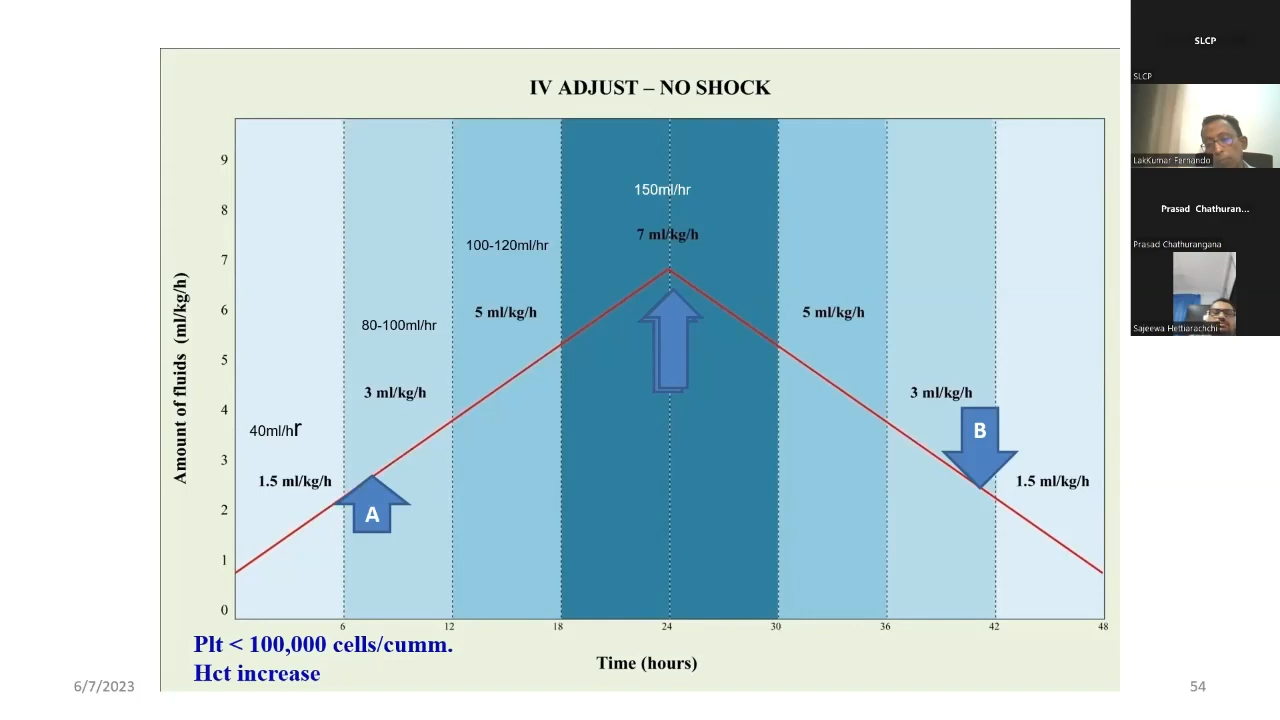 IV ADJUST – NO SHOCK
Amount of fluids (ml/kg/h)
9
8
7
6
5
4
3
2
1
0
40ml/hr
1.5 ml/kg/h
80-100ml/hr
3 ml/kg/h
100-120ml/hr
5 ml/kg/h
150ml/hr
7 ml/kg/h
5 ml/kg/h
3 ml/kg/h
1.5 ml/kg/h
A
B
6
12
18
24
30
36
42
48
Time (hours)
Plt < 100,000 cells/cumm.
Hct increase
6/7/2023
54
SLCP
SLCP
LakKumar Fernando
Prasad Chathuran...
Prasad Chathurangana
Sajeewa Hettiarachchi